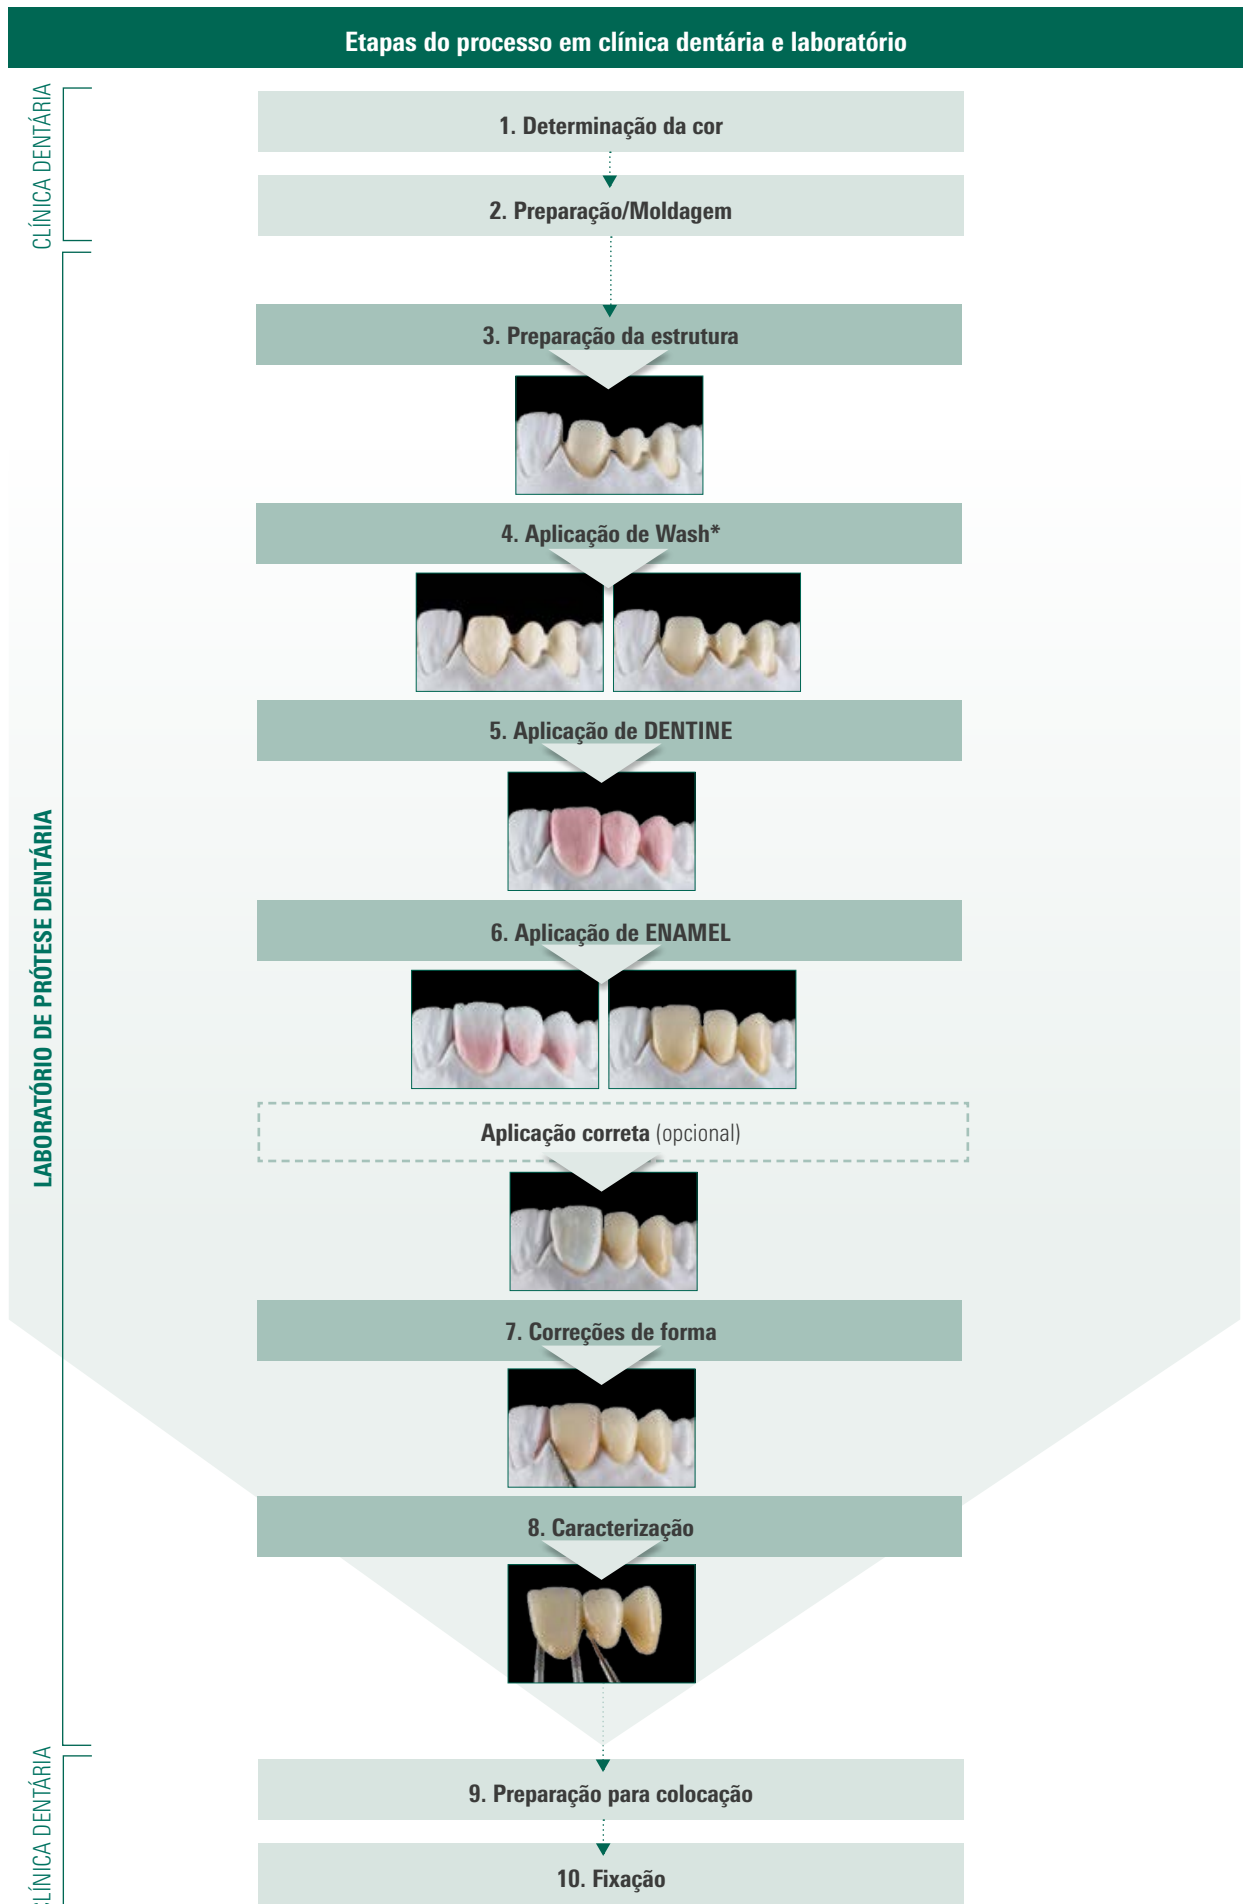 Etapas do processo em clínica dentária e laboratório
CLÍNICA DENTÁRIA
1. Determinação da cor
2. Preparação/Moldagem
LABORATÓRIO DE PRÓTESE DENTÁRIA
3. Preparação da estrutura
4. Aplicação de Wash*
5. Aplicação de DENTINE
6. Aplicação de ENAMEL
Aplicação correta (opcional)
7. Correções de forma
8. Caracterização
CLÍNICA DENTÁRIA
9. Preparação para colocação
10. Fixação